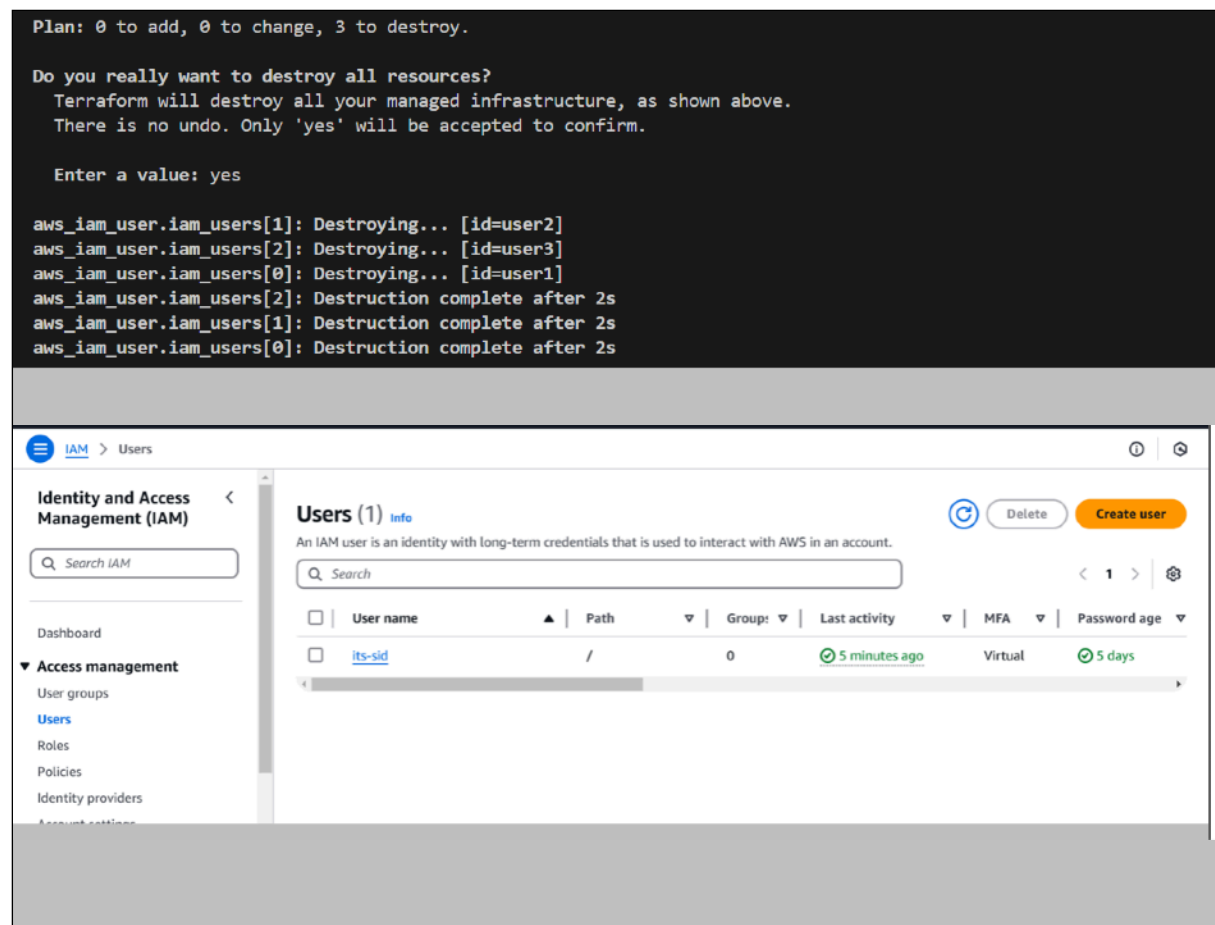 Plan: 0 to add, 0 to change, 3 to destroy.
Do you really want to destroy all resources?
Terraform will destroy all your managed infrastructure, as shown above.
There is no undo. Only 'yes' will be accepted to confirm.
Enter a value: yes
aws_iam_user.iam_users[1]: Destroying... [id=user2]
aws_iam_user.iam_users[2]: Destroying... [id=user3]
aws_iam_user.iam_users[0]: Destroying... [id=user1]
aws_iam_user.iam_users[2]: Destruction complete after 2s
aws_iam_user.iam_users[1]: Destruction complete after 2s
aws_iam_user.iam_users[0]: Destruction complete after 2s
IAM > Users
Identity and Access
Management (IAM)
Search IAM
Dashboard
Access management
User groups
Users
Roles
Policies
Identity providers
Account settings
Users (1) Info
Delete
Create user
An IAM user is an identity with long-term credentials that is used to interact with AWS in an account.
Search
< 1 >
User name Path Group: Last activity MFA Password age
its-sid / 0 5 minutes ago Virtual 5 days